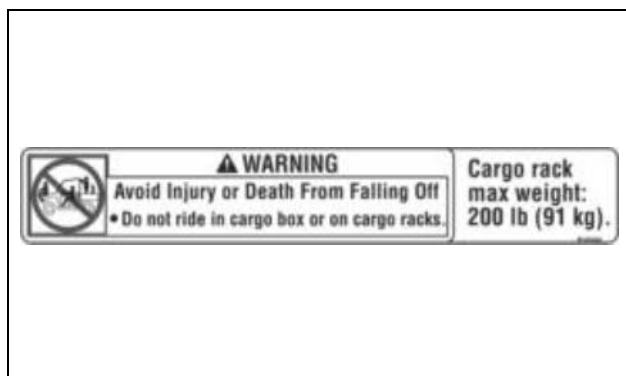 WARNING
Avoid Injury or Death From Falling Off
• Do not ride in cargo box or on cargo racks.
Cargo rack
max weight:
200 lb (91 kg).